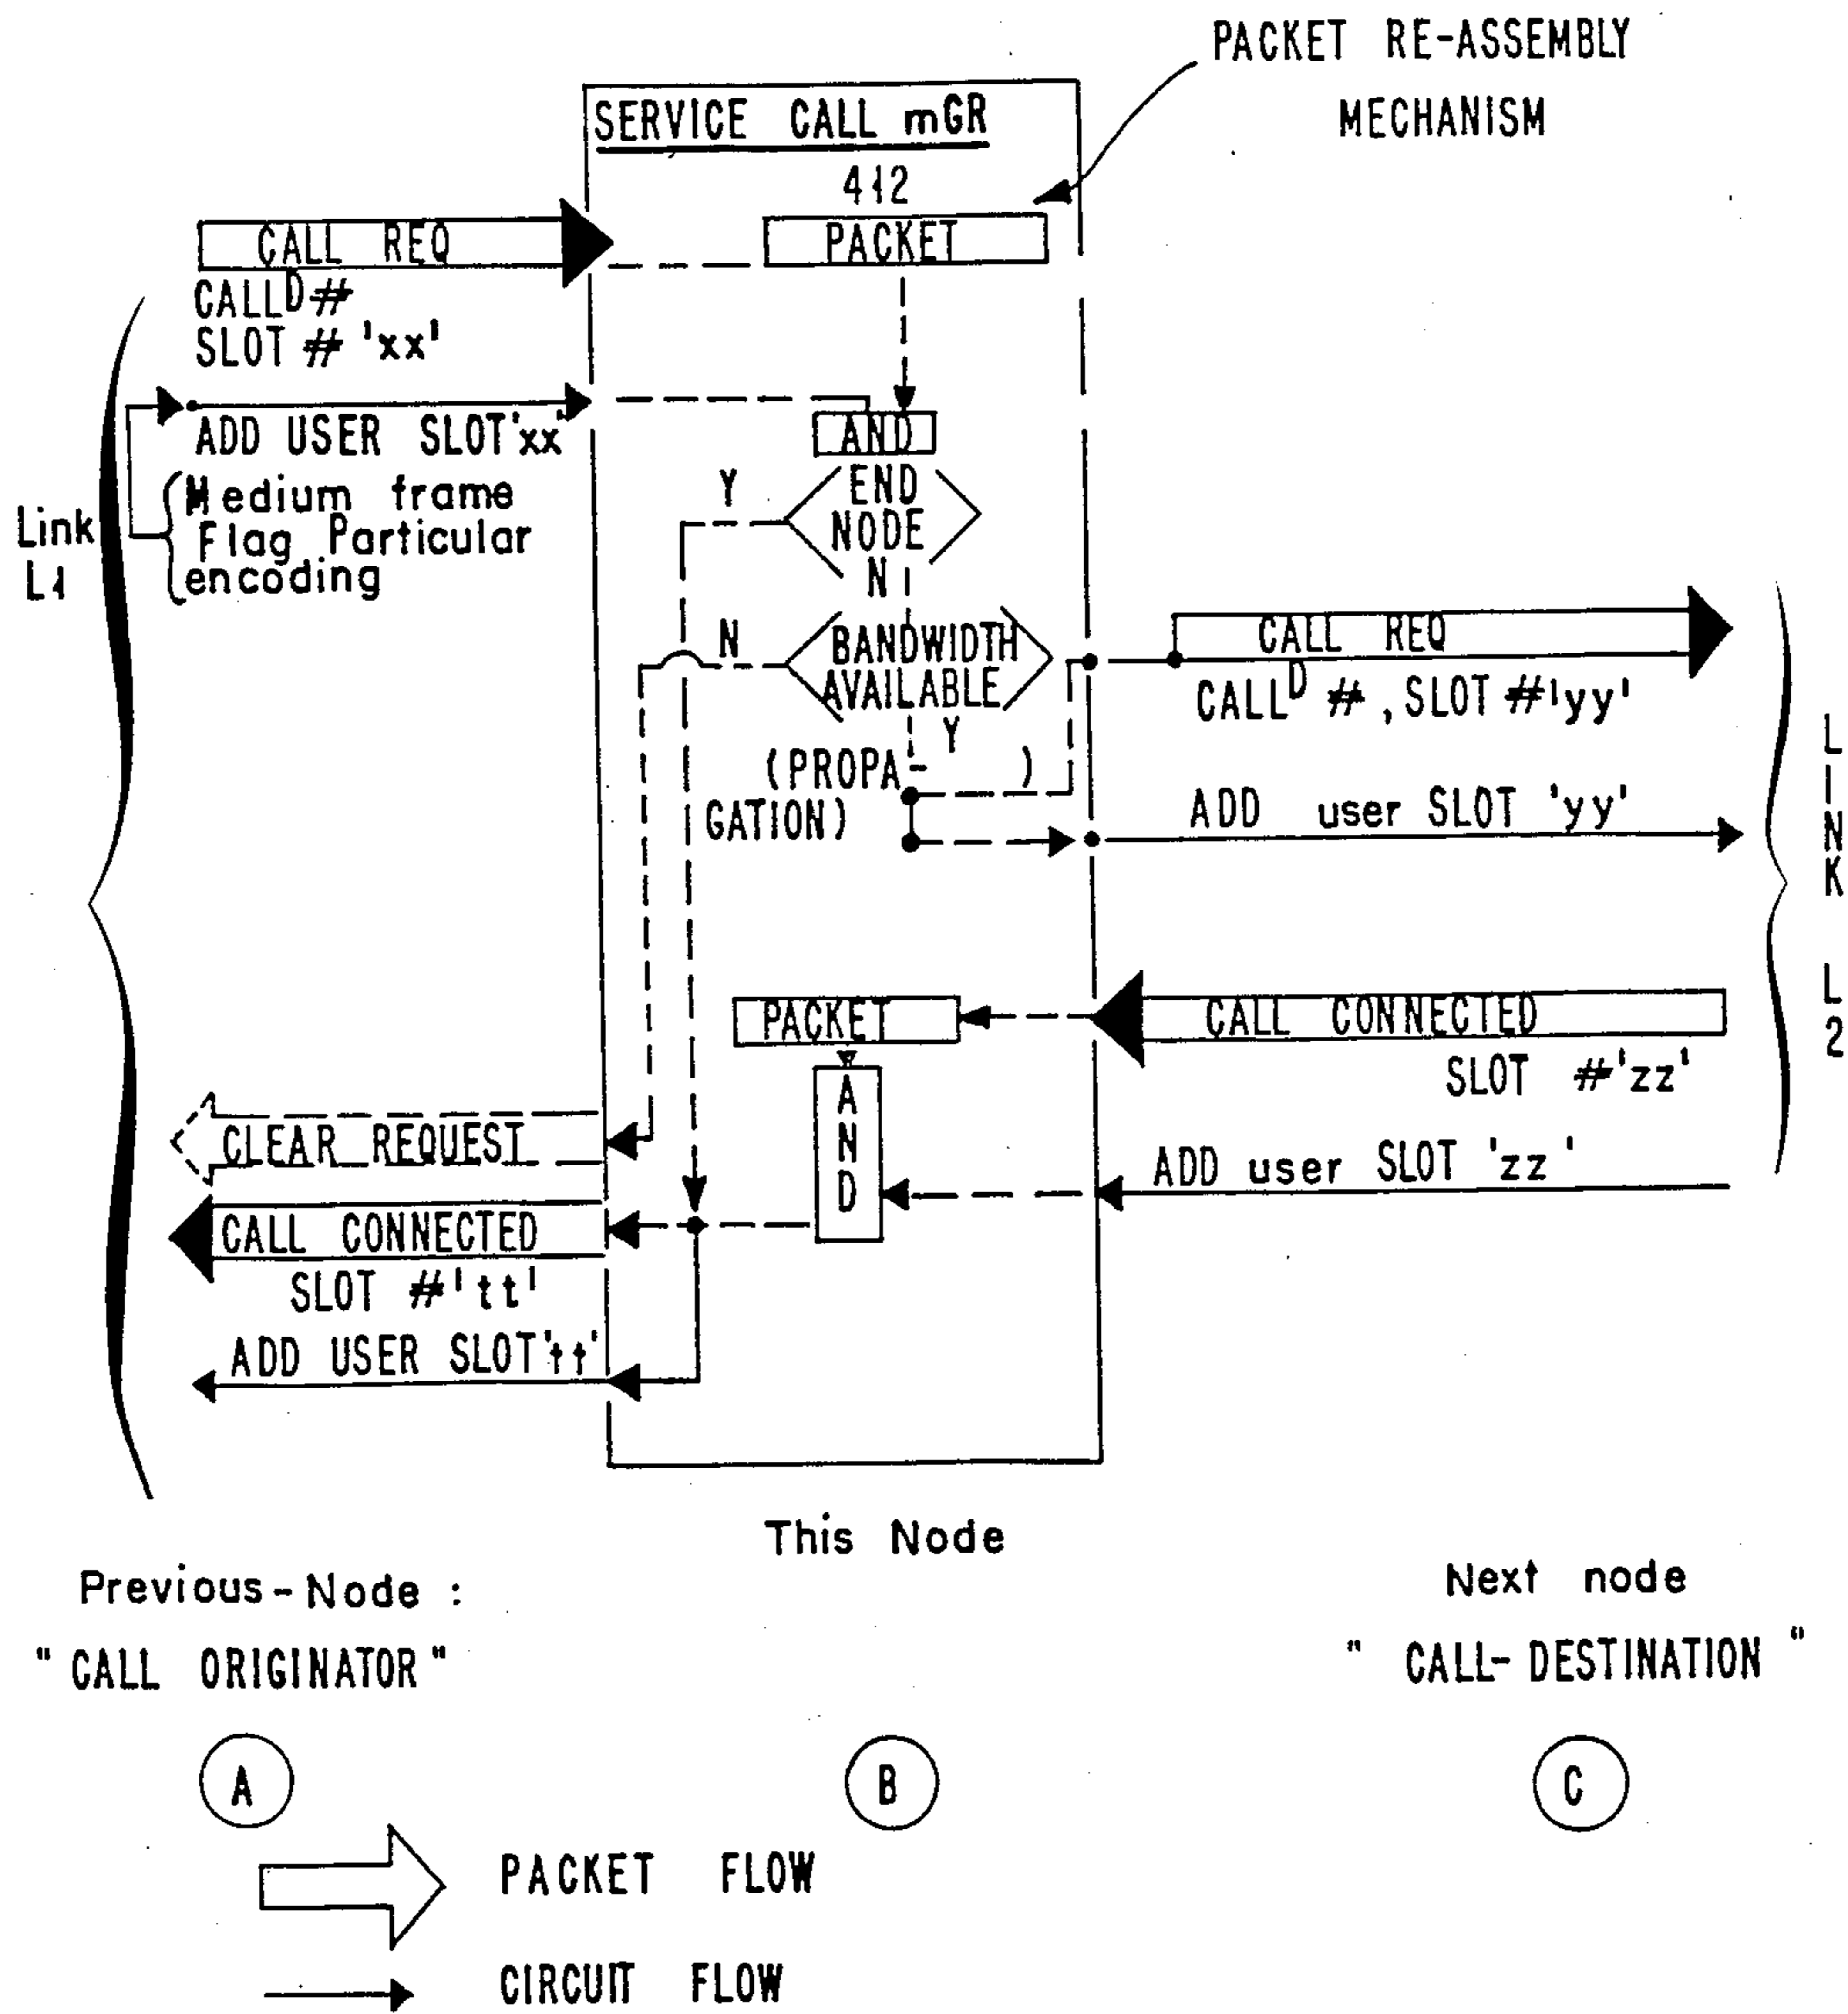 PACKET RE-ASSEMBLY
MECHANISM
SERVICE CALL mGR
412
CALL REQ
PACKET
CALLD #
SLOT # 'xx'
ADD USER SLOT 'xx'
AND
Medium frame
Flag Particular
encoding
Link
L1
Y
END
NODE
N
N
BANDWIDTH
AVAILABLE
Y
(PROPA- )
GATION)
CALL REQ
CALLD #, SLOT # 'yy'
ADD user SLOT 'yy'
LINK L2
PACKET
CALL CONNECTED
SLOT # 'zz'
AND
ADD user SLOT 'zz'
CLEAR REQUEST
CALL CONNECTED
SLOT # 'tt'
ADD USER SLOT 'tt'
This Node
Previous-Node :
"CALL ORIGINATOR"
Next node
" CALL-DESTINATION "
A
B
C
PACKET FLOW
CIRCUIT FLOW